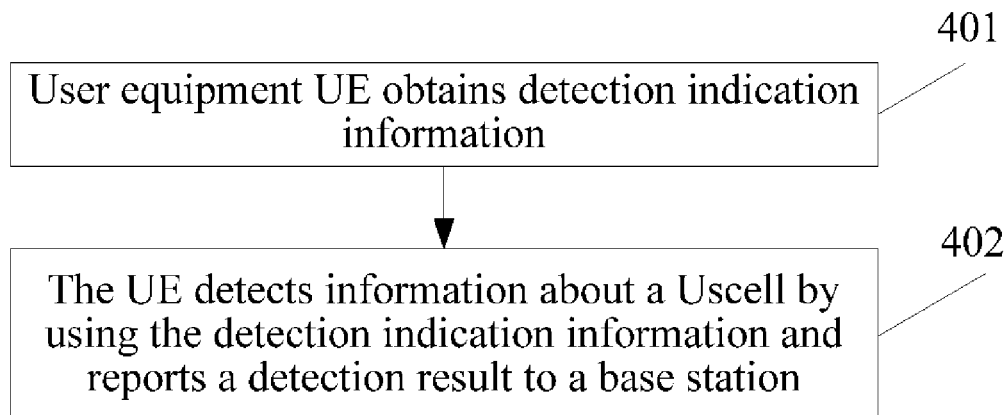 401
User equipment UE obtains detection indication
information
402
The UE detects information about a Uscell by
using the detection indication information and
reports a detection result to a base station